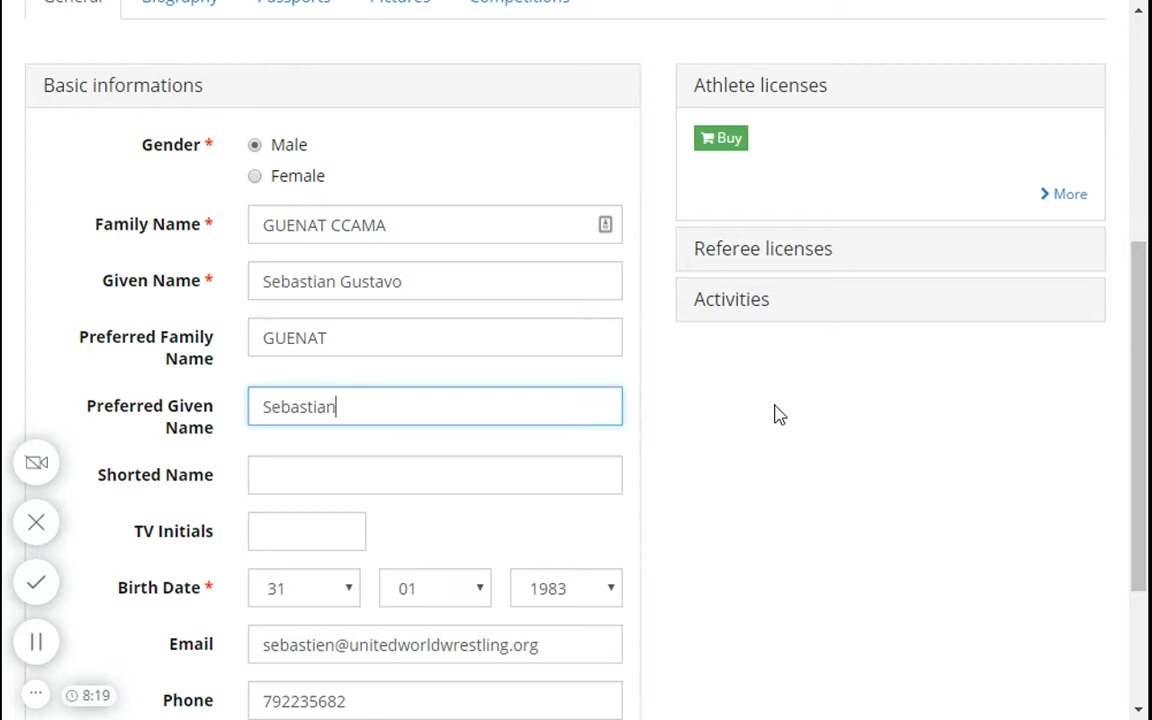 General Biography Passports Pictures Competitions
Basic informations
Gender *
Male
Female
Family Name *
GUENAT CCAMA
Given Name *
Sebastian Gustavo
Preferred Family
Name
GUENAT
Preferred Given
Name
Sebastian
Shorted Name
TV Initials
Birth Date *
31 01 1983
Email
sebastien@unitedworldwrestling.org
Phone
792235682
8:19
Athlete licenses
Buy
More
Referee licenses
Activities